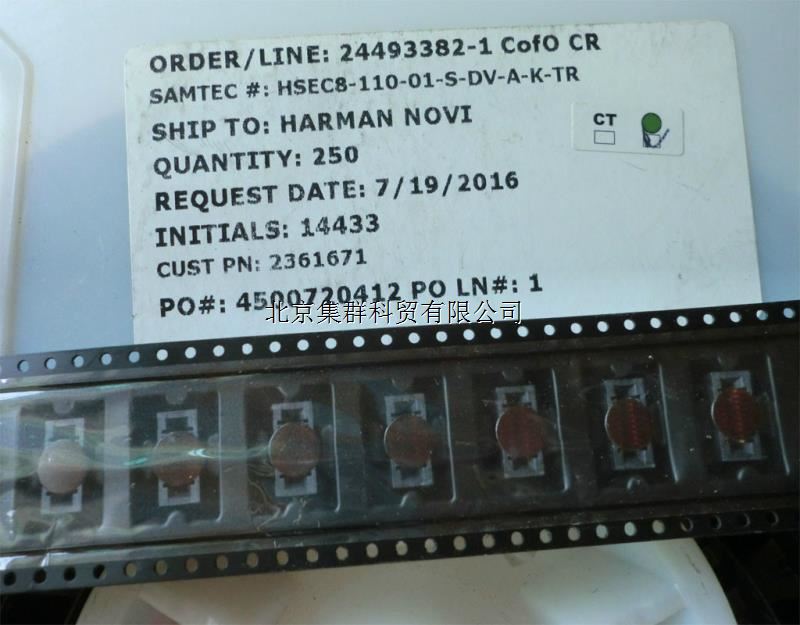 ORDER/LINE: 24493382-1 CofO CR
SAMTEC #: HSEC8-110-01-S-DV-A-K-TR
SHIP TO: HARMAN NOVI
CT
QUANTITY: 250
REQUEST DATE: 7/19/2016
INITIALS: 14433
CUST PN: 2361671
PO#: 4500720412 PO LN#: 1
北京集群科贸有限公司